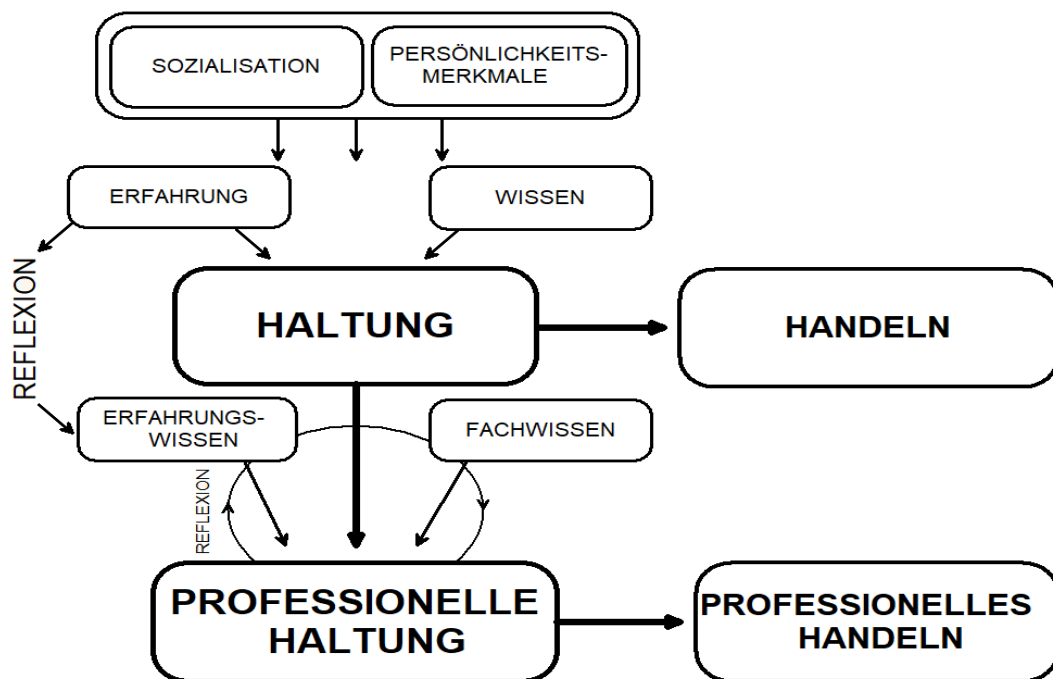 SOZIALISATION
PERSÖNLICHKEITS-
MERKMALE
ERFAHRUNG
WISSEN
REFLEXION
HALTUNG
HANDELN
ERFAHRUNGS-
WISSEN
FACHWISSEN
REFLEXION
PROFESSIONELLE
HALTUNG
PROFESSIONELLES
HANDELN